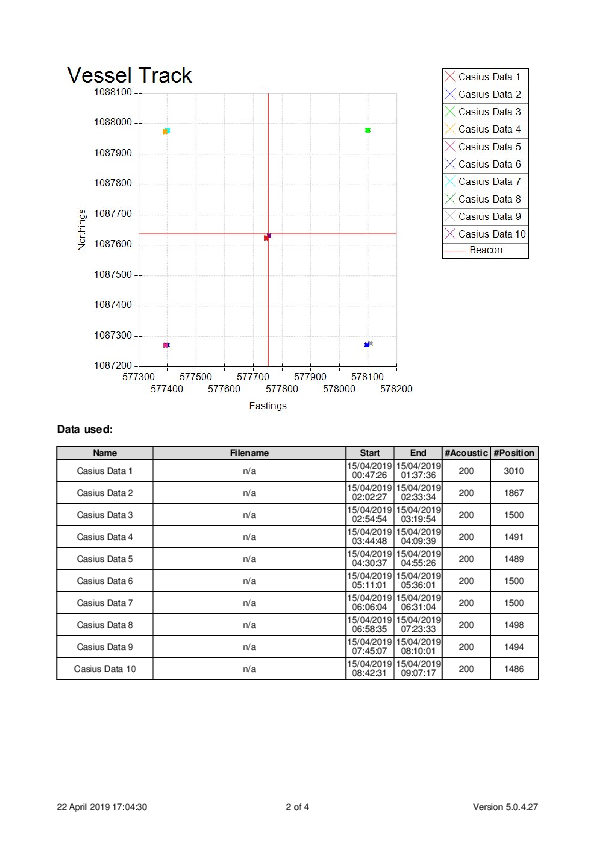 Vessel Track
1088100
1088000
1087900
1087800
1087700
1087600
1087500
1087400
1087300
1087200
Northings
577300 577500 577700 577900 578100
577400 577600 577800 578000 578200
Eastings
Casius Data 1
Casius Data 2
Casius Data 3
Casius Data 4
Casius Data 5
Casius Data 6
Casius Data 7
Casius Data 8
Casius Data 9
Casius Data 10
Beacon
Data used:
Name Filename Start End #Acoustic #Position
Casius Data 1 n/a 15/04/2019 00:47:26 15/04/2019 01:37:36 200 3010
Casius Data 2 n/a 15/04/2019 02:02:27 15/04/2019 02:33:34 200 1867
Casius Data 3 n/a 15/04/2019 02:54:54 15/04/2019 03:19:54 200 1500
Casius Data 4 n/a 15/04/2019 03:44:48 15/04/2019 04:09:39 200 1491
Casius Data 5 n/a 15/04/2019 04:30:37 15/04/2019 04:55:26 200 1489
Casius Data 6 n/a 15/04/2019 05:11:01 15/04/2019 05:36:01 200 1500
Casius Data 7 n/a 15/04/2019 06:06:04 15/04/2019 06:31:04 200 1500
Casius Data 8 n/a 15/04/2019 06:58:35 15/04/2019 07:23:33 200 1498
Casius Data 9 n/a 15/04/2019 07:45:07 15/04/2019 08:10:01 200 1494
Casius Data 10 n/a 15/04/2019 08:42:31 15/04/2019 09:07:17 200 1486
22 April 2019 17:04:30 2 of 4 Version 5.0.4.27